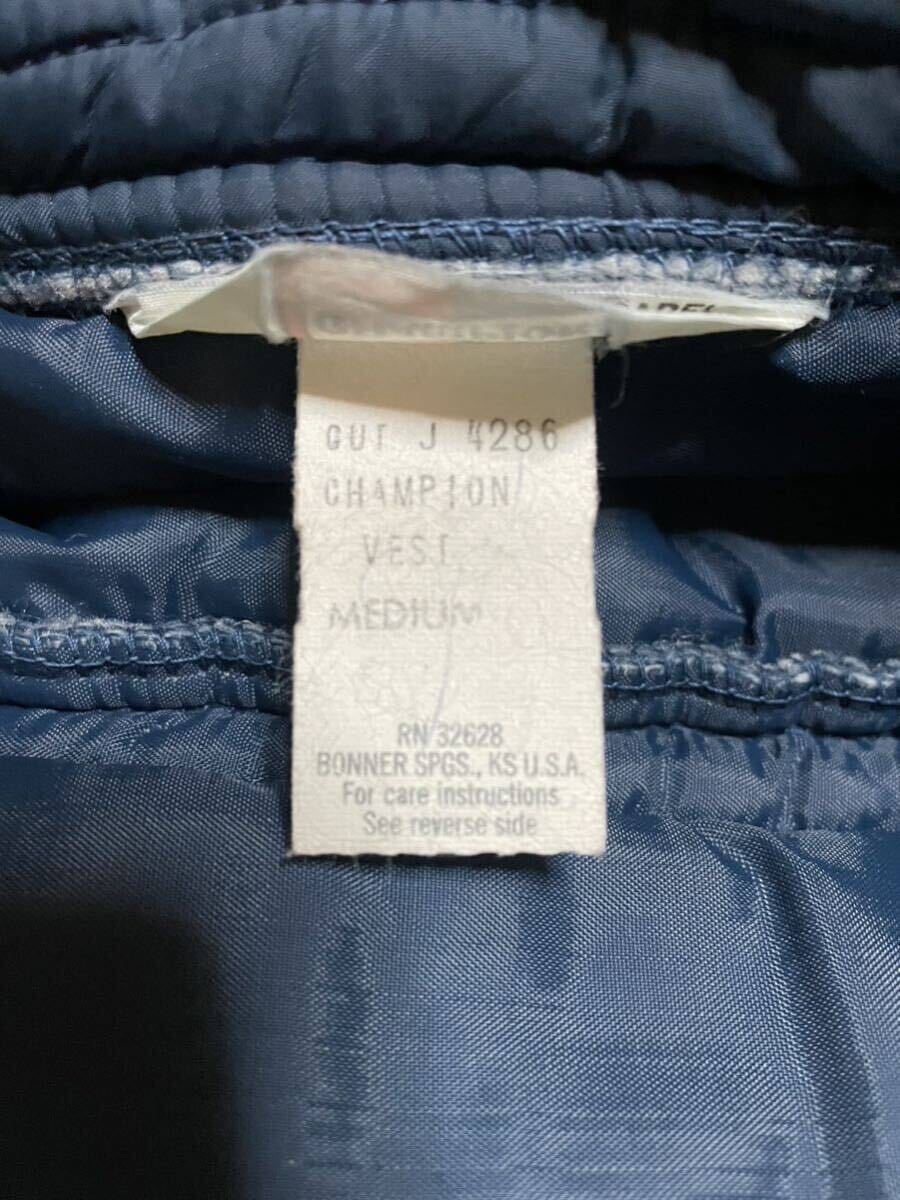 CUT J 4286
CHAMPION
VEST
MEDIUM
RN 32628
BONNER SPGS., KS U.S.A.
For care instructions
See reverse side